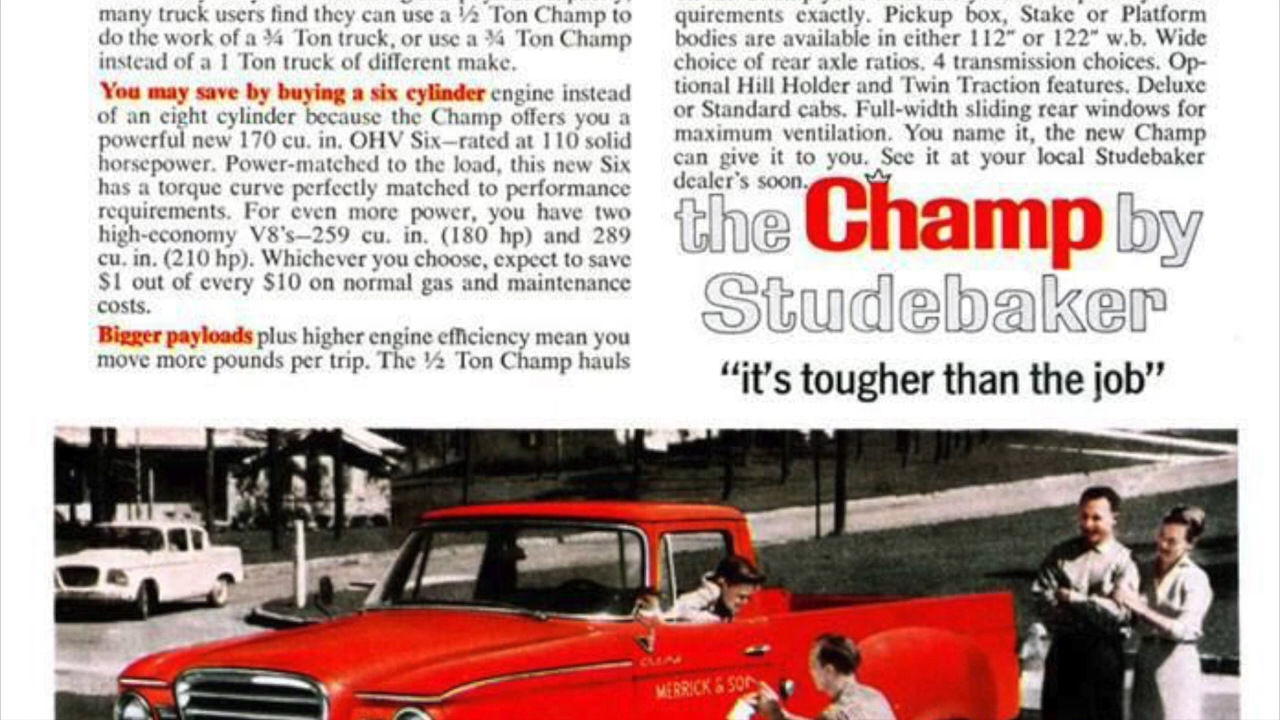 many truck users find they can use a ½ Ton Champ to
do the work of a ¾ Ton truck, or use a ¾ Ton Champ
instead of a 1 Ton truck of different make.
You may save by buying a six cylinder engine instead
of an eight cylinder because the Champ offers you a
powerful new 170 cu. in. OHV Six—rated at 110 solid
horsepower. Power-matched to the load, this new Six
has a torque curve perfectly matched to performance
requirements. For even more power, you have two
high-economy V8's—259 cu. in. (180 hp) and 289
cu. in. (210 hp). Whichever you choose, expect to save
$1 out of every $10 on normal gas and maintenance
costs.
Bigger payloads plus higher engine efficiency mean you
move more pounds per trip. The ½ Ton Champ hauls
quirements exactly. Pickup box, Stake or Platform
bodies are available in either 112" or 122" w.b. Wide
choice of rear axle ratios. 4 transmission choices. Op-
tional Hill Holder and Twin Traction features. Deluxe
or Standard cabs. Full-width sliding rear windows for
maximum ventilation. You name it, the new Champ
can give it to you. See it at your local Studebaker
dealer's soon.
the Champ by
Studebaker
"it's tougher than the job"
CHAMP
MERRICK & SON